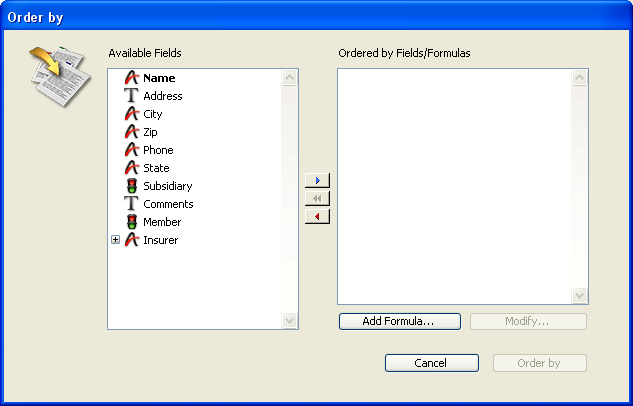 Order by
Available Fields
Ordered by Fields/Formulas
Name
Address
City
Zip
Phone
State
Subsidiary
Comments
Member
Insurer
Add Formula...
Modify...
Cancel
Order by